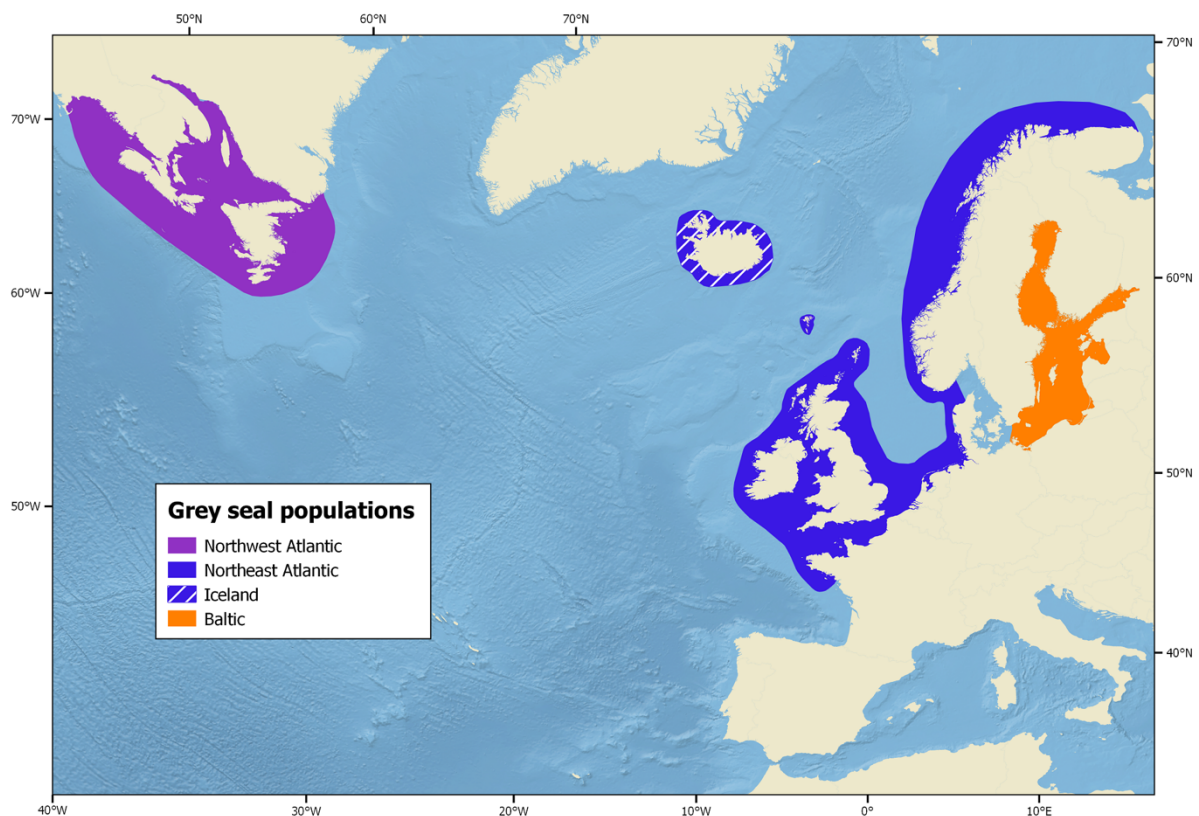 50°N
60°N
70°N
70°N
70°W
60°W
60°N
50°N
50°W
Grey seal populations
Northwest Atlantic
Northeast Atlantic
Iceland
Baltic
40°N
40°W
30°W
20°W
10°W
0°
10°E